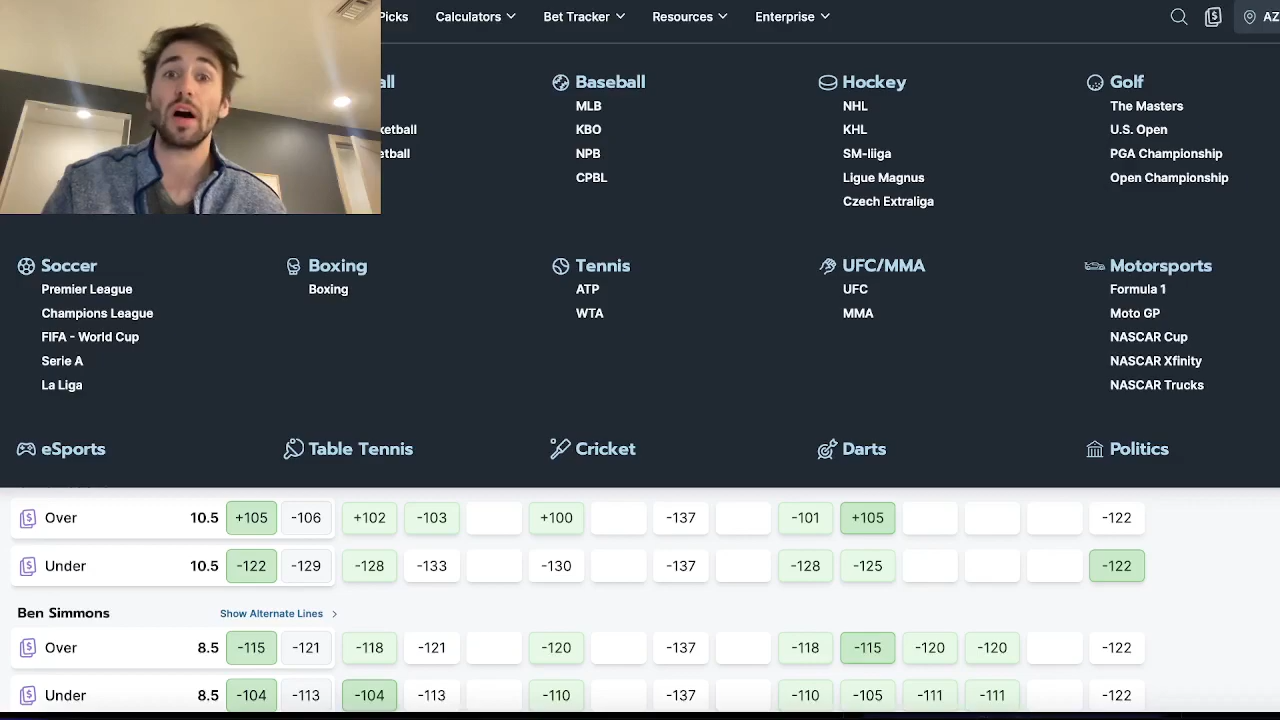 Picks Calculators Bet Tracker Resources Enterprise AZ
all Baseball Hockey Golf
MLB NHL The Masters
ketball KBO KHL U.S. Open
etball NPB SM-liiga PGA Championship
CPBL Ligue Magnus Open Championship
Czech Extraliga
Soccer Boxing Tennis UFC/MMA Motorsports
Premier League Boxing ATP UFC Formula 1
Champions League WTA MMA Moto GP
FIFA - World Cup NASCAR Cup
Serie A NASCAR Xfinity
La Liga NASCAR Trucks
eSports Table Tennis Cricket Darts Politics
Over 10.5 +105 -106 +102 -103 +100 -137 -101 +105 -122
Under 10.5 -122 -129 -128 -133 -130 -137 -128 -125 -122
Ben Simmons Show Alternate Lines
Over 8.5 -115 -121 -118 -121 -120 -137 -118 -115 -120 -120 -122
Under 8.5 -104 -113 -104 -113 -110 -137 -110 -105 -111 -111 -122